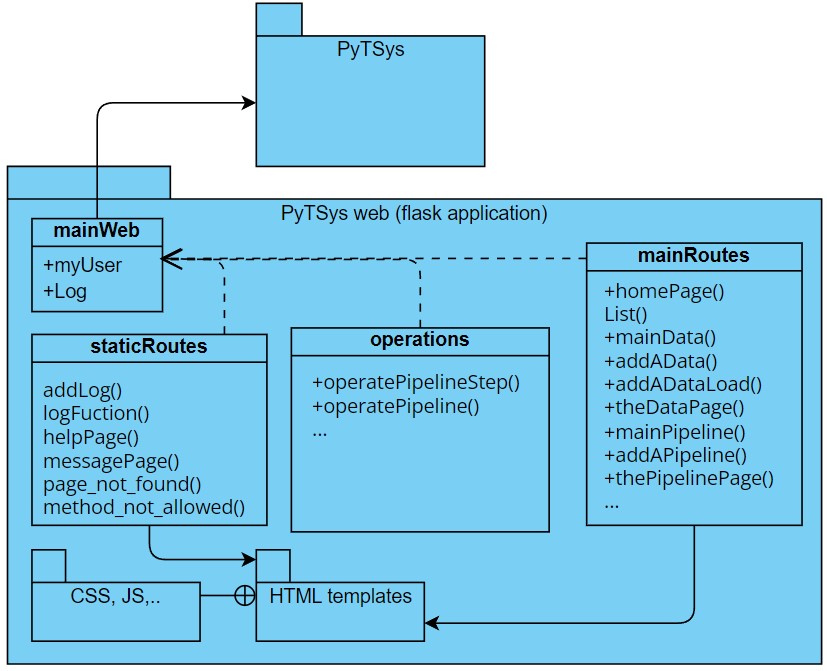 PyTSys
PyTSys web (flask application)
mainWeb
+myUser
+Log
mainRoutes
+homePage()
List()
+mainData()
+addAData()
+addADataLoad()
+theDataPage()
+mainPipeline()
+addAPipeline()
+thePipelinePage()
...
staticRoutes
addLog()
logFuction()
helpPage()
messagePage()
page_not_found()
method_not_allowed()
operations
+operatePipelineStep()
+operatePipeline()
...
CSS, JS,..
HTML templates